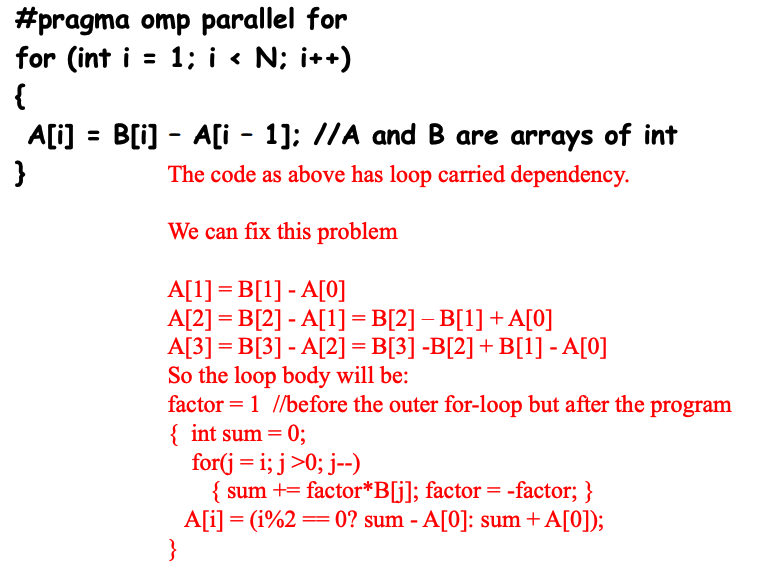 #pragma omp parallel for
for (int i = 1; i < N; i++)
{
A[i] = B[i] – A[i – 1]; //A and B are arrays of int
}
The code as above has loop carried dependency.
We can fix this problem
A[1] = B[1] - A[0]
A[2] = B[2] - A[1] = B[2] – B[1] + A[0]
A[3] = B[3] - A[2] = B[3] -B[2] + B[1] - A[0]
So the loop body will be:
factor = 1 //before the outer for-loop but after the program
{ int sum = 0;
for(j = i; j >0; j--)
{ sum += factor*B[j]; factor = -factor; }
A[i] = (i%2 == 0? sum - A[0]: sum + A[0]);
}